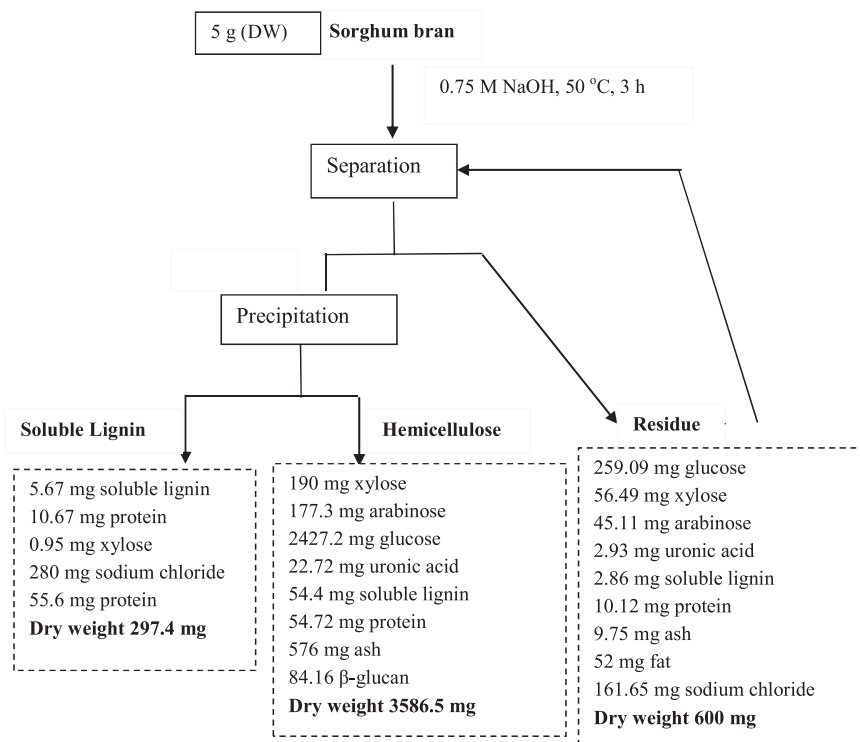 5 g (DW) Sorghum bran
0.75 M NaOH, 50 °C, 3 h
Separation
Precipitation
Soluble Lignin
5.67 mg soluble lignin
10.67 mg protein
0.95 mg xylose
280 mg sodium chloride
55.6 mg protein
Dry weight 297.4 mg
Hemicellulose
190 mg xylose
177.3 mg arabinose
2427.2 mg glucose
22.72 mg uronic acid
54.4 mg soluble lignin
54.72 mg protein
576 mg ash
84.16 β-glucan
Dry weight 3586.5 mg
Residue
259.09 mg glucose
56.49 mg xylose
45.11 mg arabinose
2.93 mg uronic acid
2.86 mg soluble lignin
10.12 mg protein
9.75 mg ash
52 mg fat
161.65 mg sodium chloride
Dry weight 600 mg